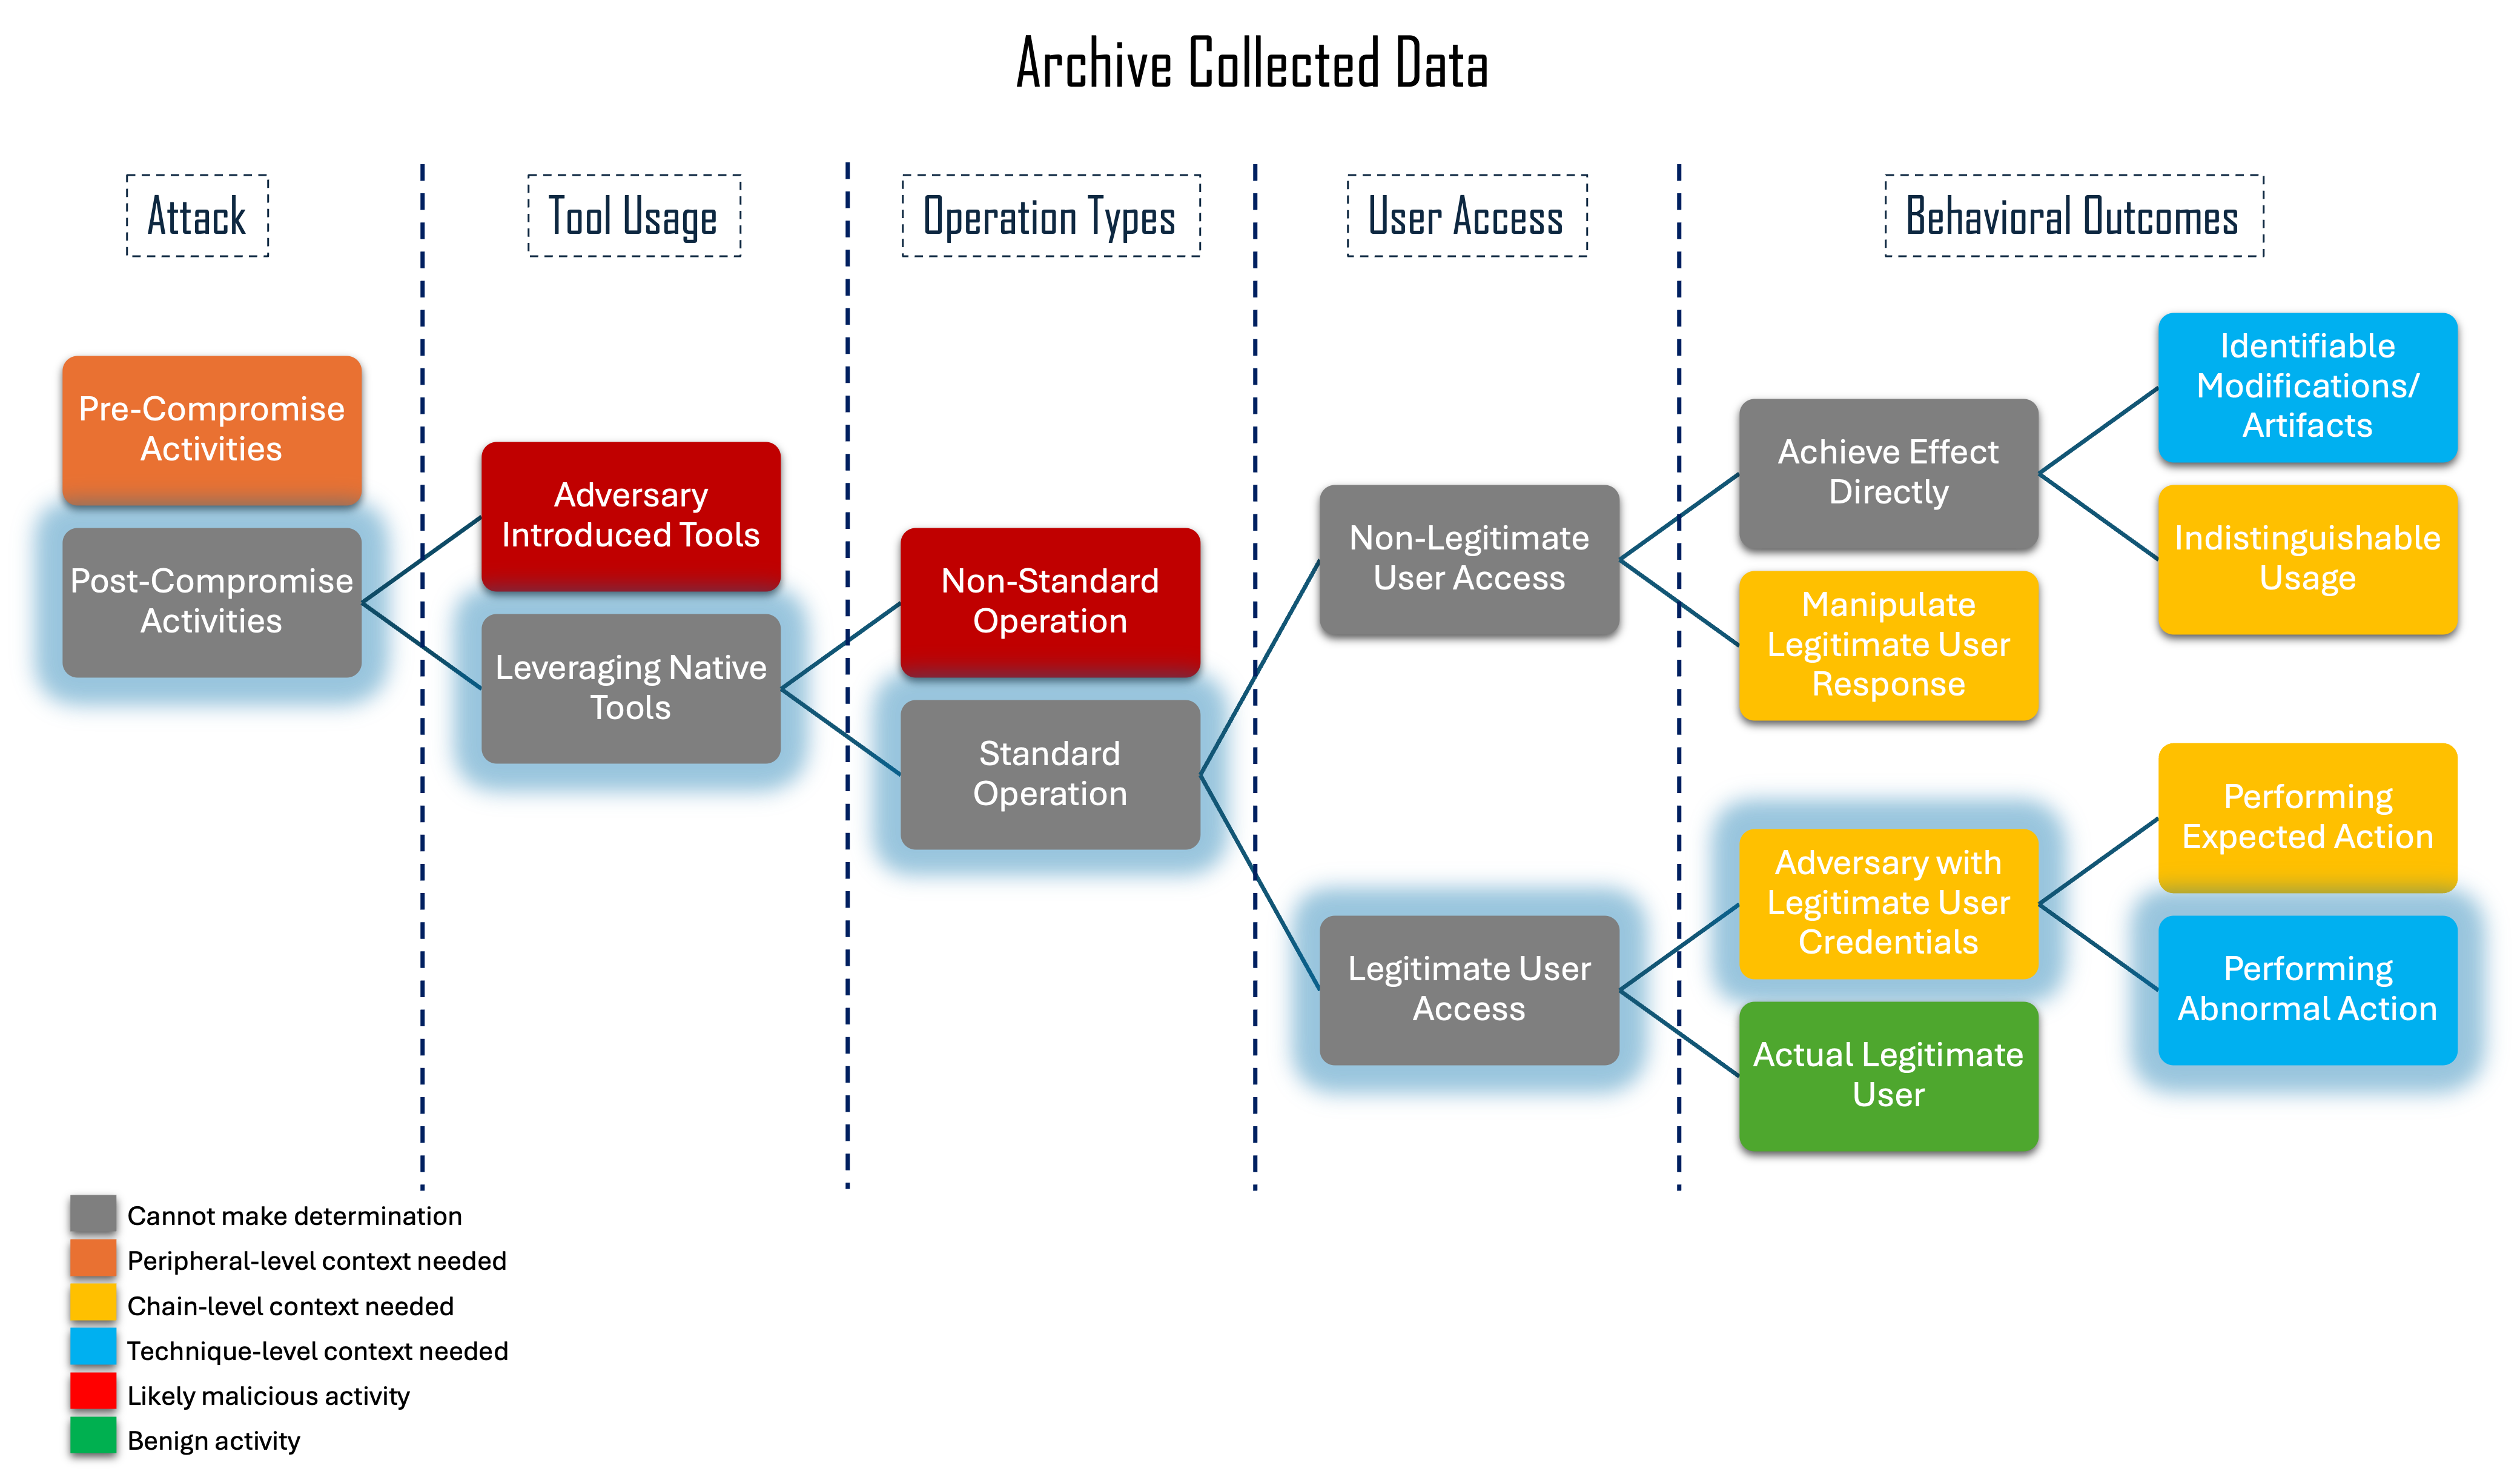 Archive Collected Data
Attack
Tool Usage
Operation Types
User Access
Behavioral Outcomes
Pre-Compromise
Activities
Post-Compromise
Activities
Adversary
Introduced Tools
Leveraging Native
Tools
Non-Standard
Operation
Standard
Operation
Non-Legitimate
User Access
Legitimate User
Access
Achieve Effect
Directly
Manipulate
Legitimate User
Response
Adversary with
Legitimate User
Credentials
Actual Legitimate
User
Identifiable
Modifications/
Artifacts
Indistinguishable
Usage
Performing
Expected Action
Performing
Abnormal Action
Cannot make determination
Peripheral-level context needed
Chain-level context needed
Technique-level context needed
Likely malicious activity
Benign activity